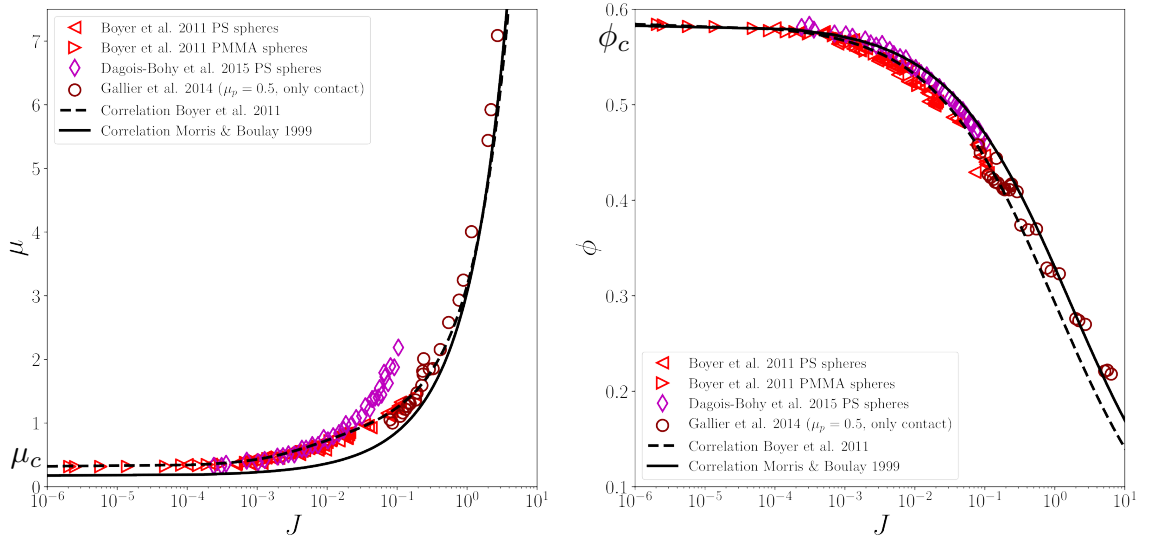 7
6
5
4
3
2
1
0
μ
μ_c
10⁻⁶ 10⁻⁵ 10⁻⁴ 10⁻³ 10⁻² 10⁻¹ 10⁰ 10¹
J
Boyer et al. 2011 PS spheres
Boyer et al. 2011 PMMA spheres
Dagois-Bohy et al. 2015 PS spheres
Gallier et al. 2014 (μ_p = 0.5, only contact)
Correlation Boyer et al. 2011
Correlation Morris & Boulay 1999
0.6
ϕ_c
0.5
0.4
0.3
0.2
0.1
ϕ
10⁻⁶ 10⁻⁵ 10⁻⁴ 10⁻³ 10⁻² 10⁻¹ 10⁰ 10¹
J
Boyer et al. 2011 PS spheres
Boyer et al. 2011 PMMA spheres
Dagois-Bohy et al. 2015 PS spheres
Gallier et al. 2014 (μ_p = 0.5, only contact)
Correlation Boyer et al. 2011
Correlation Morris & Boulay 1999